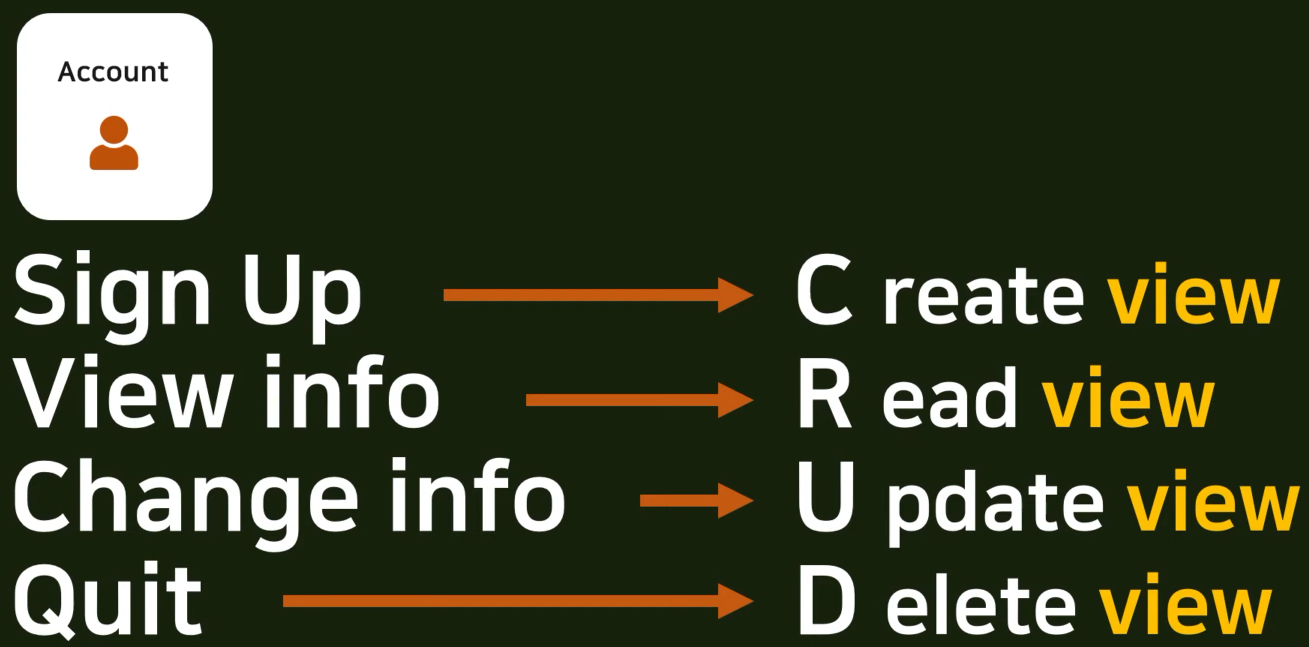 Account
Sign Up C reate view
View info R ead view
Change info U pdate view
Quit D elete view